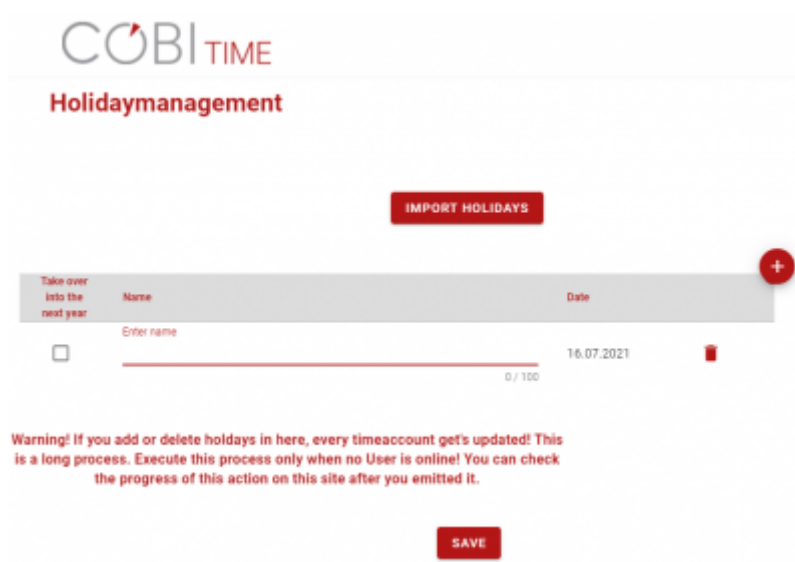 COBI TIME
Holidaymanagement
IMPORT HOLIDAYS
+
Take over
into the
next year
Name
Date
Enter name
16.07.2021
0 / 100
Warning! If you add or delete holdays in here, every timeaccount get's updated! This
is a long process. Execute this process only when no User is online! You can check
the progress of this action on this site after you emitted it.
SAVE